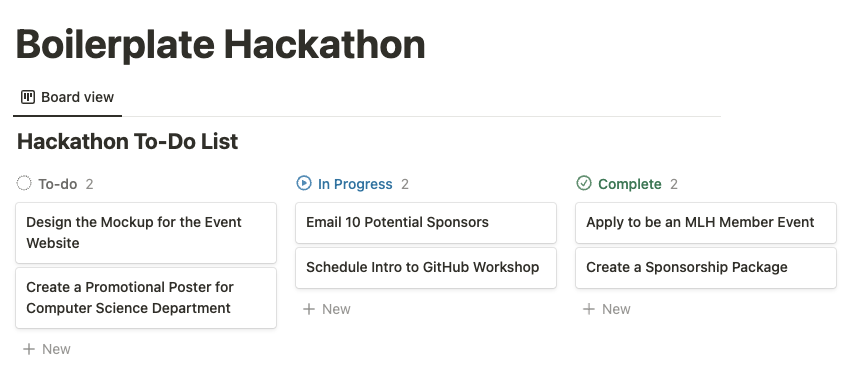 Boilerplate Hackathon
Board view
Hackathon To-Do List
To-do 2
Design the Mockup for the Event
Website
Create a Promotional Poster for
Computer Science Department
+ New
In Progress 2
Email 10 Potential Sponsors
Schedule Intro to GitHub Workshop
+ New
Complete 2
Apply to be an MLH Member Event
Create a Sponsorship Package
+ New